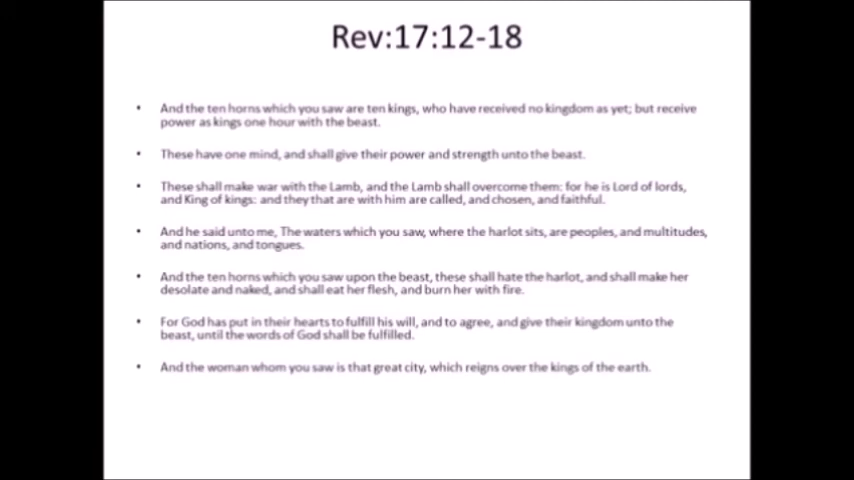 Rev:17:12-18
• And the ten horns which you saw are ten kings, who have received no kingdom as yet; but receive
power as kings one hour with the beast.
• These have one mind, and shall give their power and strength unto the beast.
• These shall make war with the Lamb, and the Lamb shall overcome them: for he is Lord of lords,
and King of kings: and they that are with him are called, and chosen, and faithful.
• And he said unto me, The waters which you saw, where the harlot sits, are peoples, and multitudes,
and nations, and tongues.
• And the ten horns which you saw upon the beast, these shall hate the harlot, and shall make her
desolate and naked, and shall eat her flesh, and burn her with fire.
• For God has put in their hearts to fulfill his will, and to agree, and give their kingdom unto the
beast, until the words of God shall be fulfilled.
• And the woman whom you saw is that great city, which reigns over the kings of the earth.